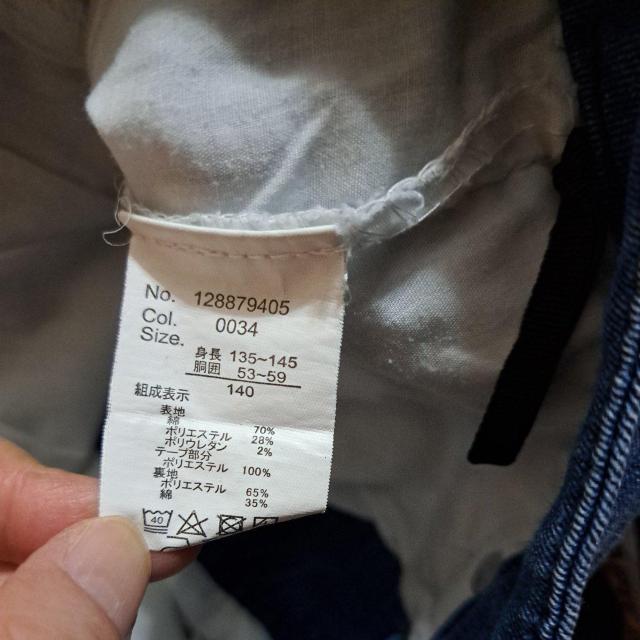 No. 128879405
Col. 0034
Size.
身長 135~145
胴囲 53~59
140
組成表示
表地
綿 70%
ポリエステル 28%
ポリウレタン 2%
テープ部分
ポリエステル 100%
裏地
ポリエステル 65%
綿 35%
40